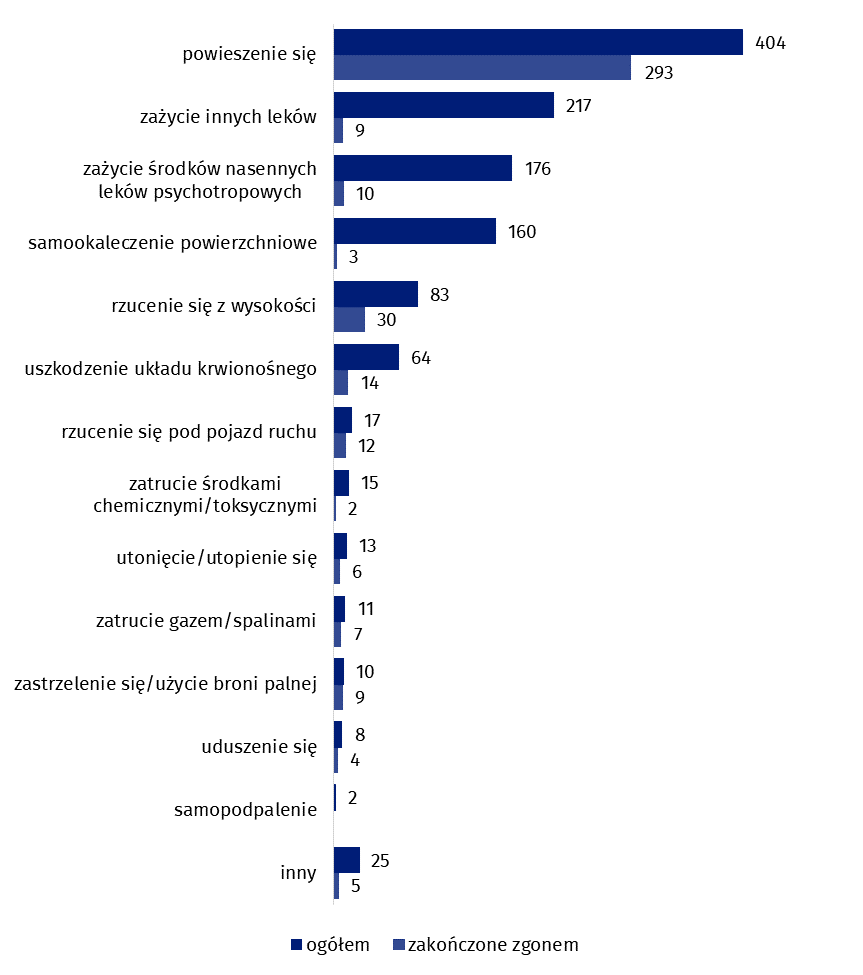 powieszenie się
404
293
zażycie innych leków
217
9
zażycie środków nasennych
leków psychotropowych
176
10
samookaleczenie powierzchniowe
160
3
rzucenie się z wysokości
83
30
uszkodzenie układu krwionośnego
64
14
rzucenie się pod pojazd ruchu
17
12
zatrucie środkami
chemicznymi/toksycznymi
15
2
utonięcie/utopienie się
13
6
zatrucie gazem/spalinami
11
7
zastrzelenie się/użycie broni palnej
10
9
uduszenie się
8
4
samopodpalenie
2
inny
25
5
ogółem zakończone zgonem